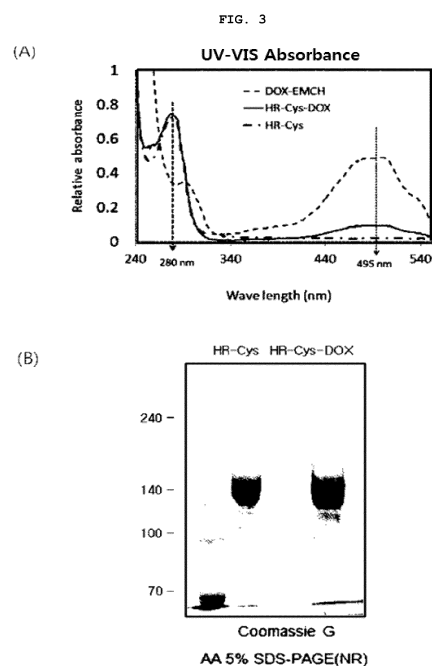 FIG. 3
(A)
UV-VIS Absorbance
1
0.8
0.6
0.4
0.2
0
Relative absorbance
DOX-EMCH
HR-Cys-DOX
HR-Cys
240
280 nm
340
440
495 nm
540
Wave length (nm)
(B)
HR-Cys HR-Cys-DOX
240 –
140 –
100 –
70 –
Coomassie G
AA 5% SDS-PAGE(NR)